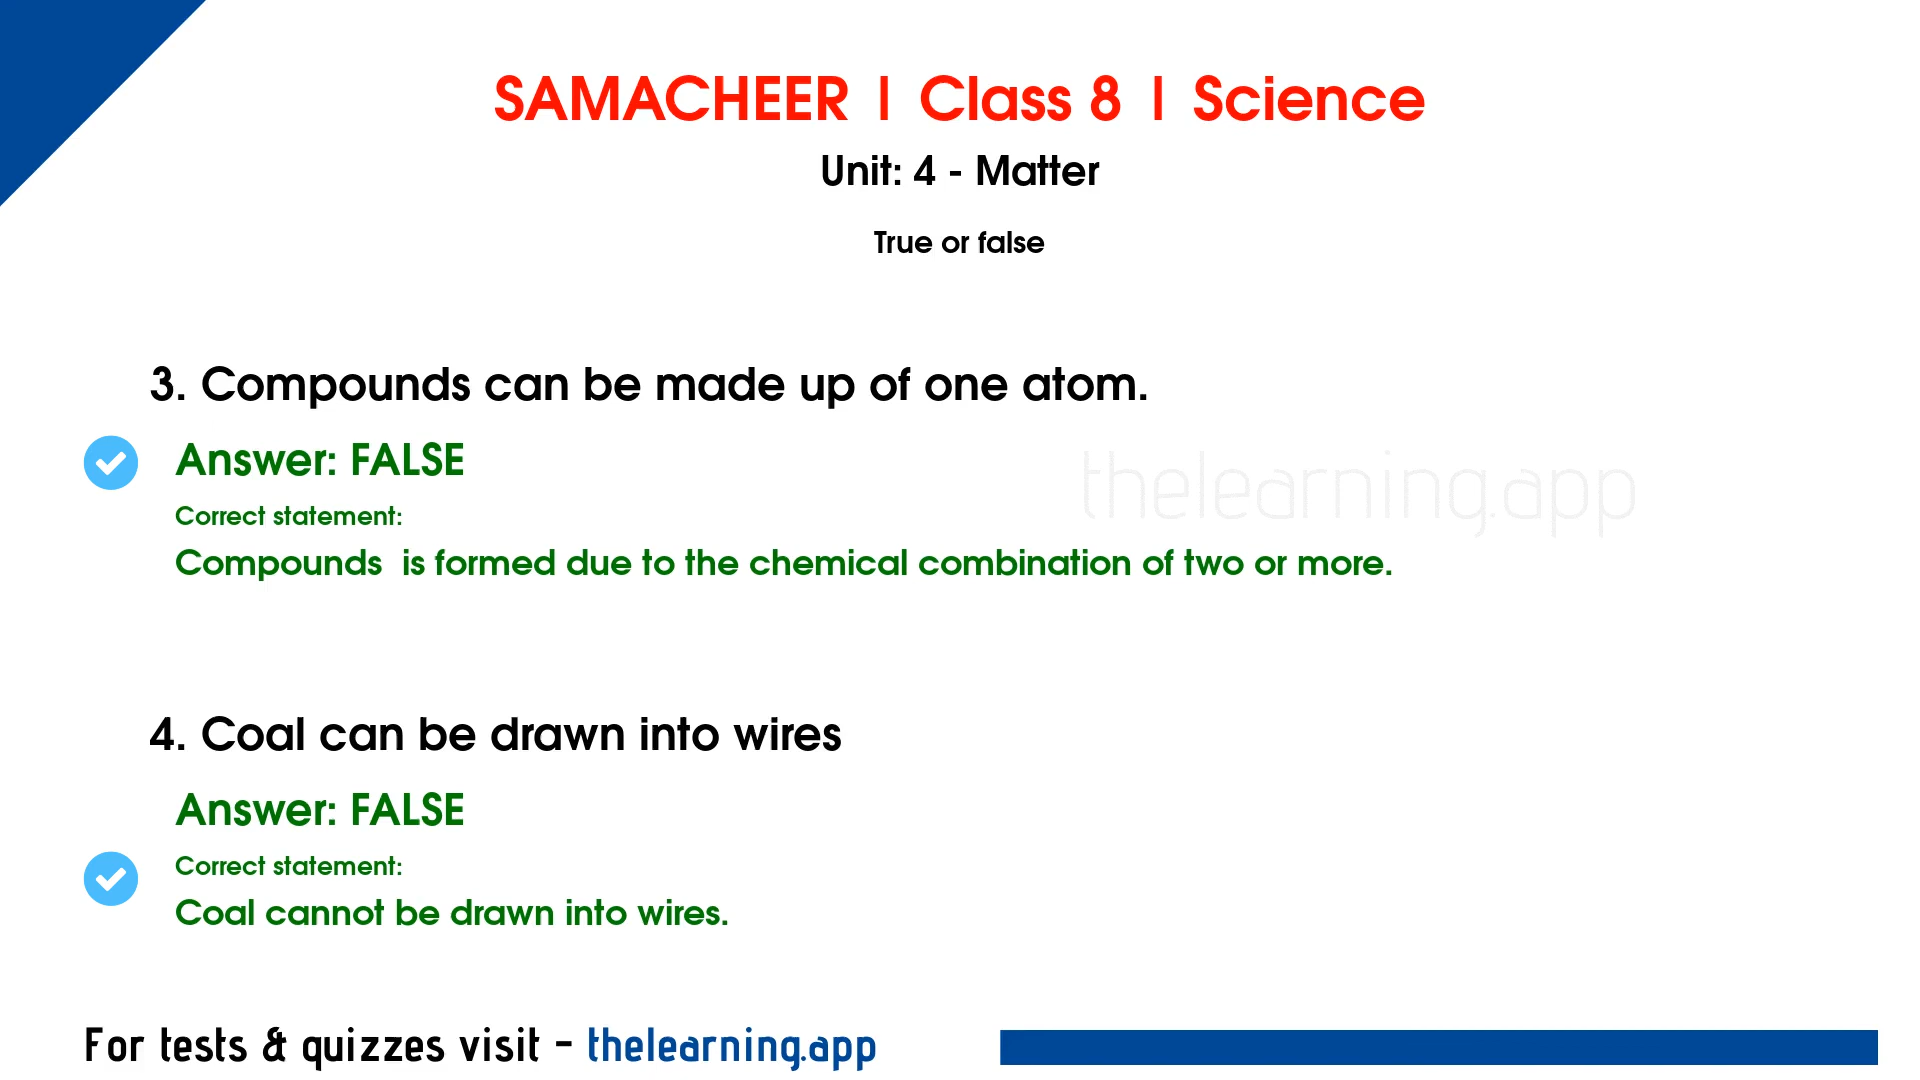 SAMACHEER | Class 8 | Science
Unit: 4 - Matter
True or false
3. Compounds can be made up of one atom.
Answer: FALSE
thelearning.app
Correct statement:
Compounds is formed due to the chemical combination of two or more.
4. Coal can be drawn into wires
Answer: FALSE
Correct statement:
Coal cannot be drawn into wires.
For tests & quizzes visit - thelearning.app